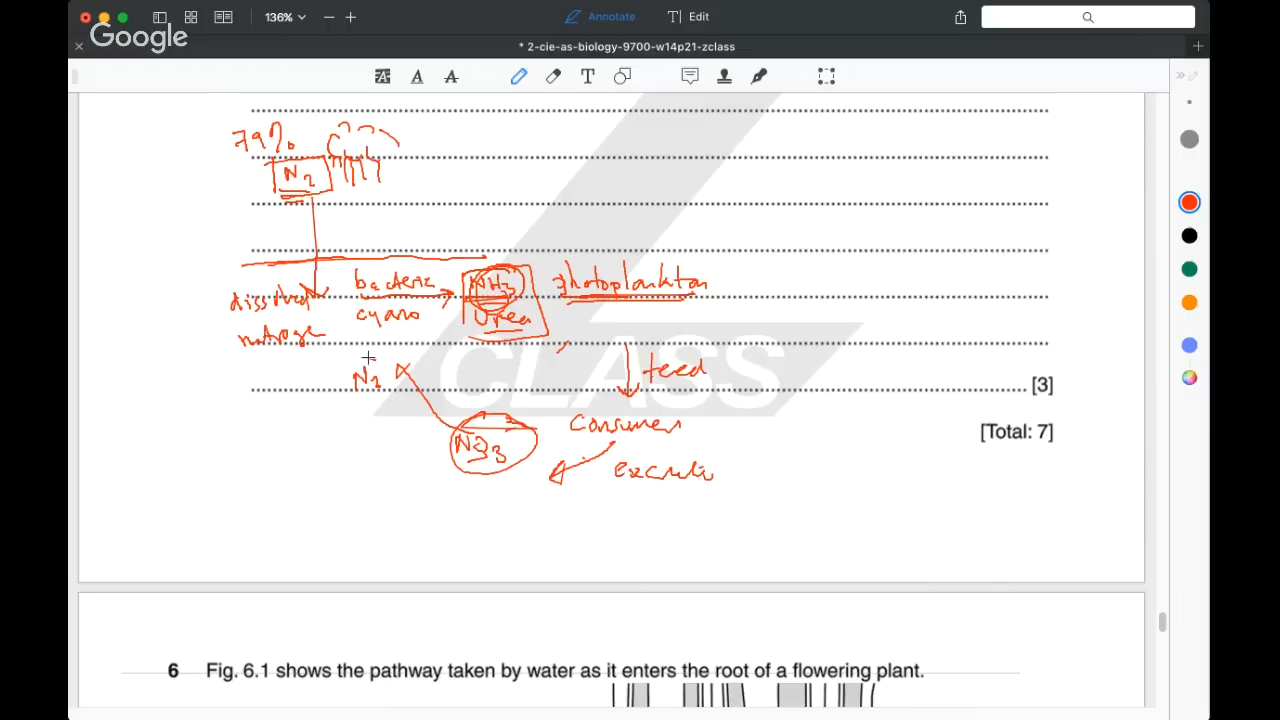 136%
Annotate
T Edit
Google
* 2-cie-as-biology-9700-w14p21-zclass
79%
N2
bacteria
NH3
photoplankton
dissolved
cyano
Urea
nitrogen
N2
feed
CLASS
[3]
Consumer
[Total: 7]
NO3
excrete
6 Fig. 6.1 shows the pathway taken by water as it enters the root of a flowering plant.